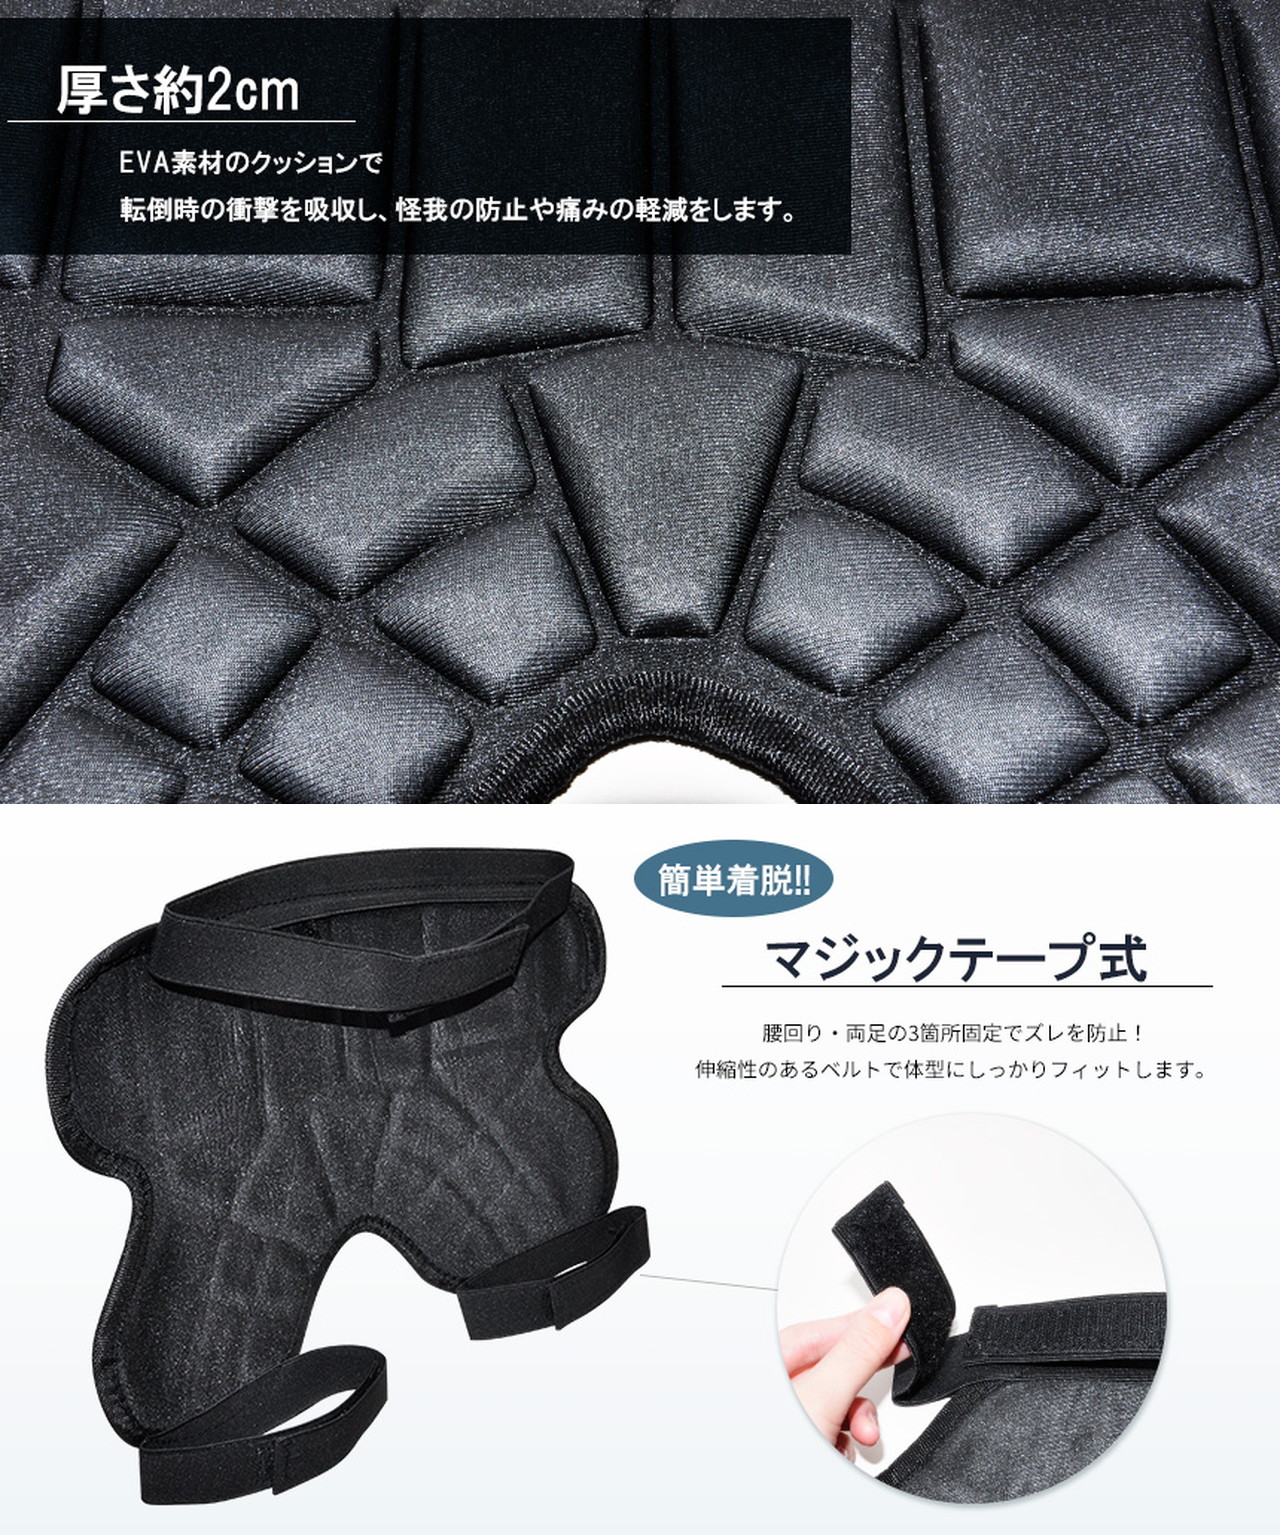 厚さ約2cm
EVA素材のクッションで
転倒時の衝撃を吸収し、怪我の防止や痛みの軽減をします。
簡単着脱!!
マジックテープ式
腰回り・両足の3箇所固定でズレを防止！
伸縮性のあるベルトで体型にしっかりフィットします。